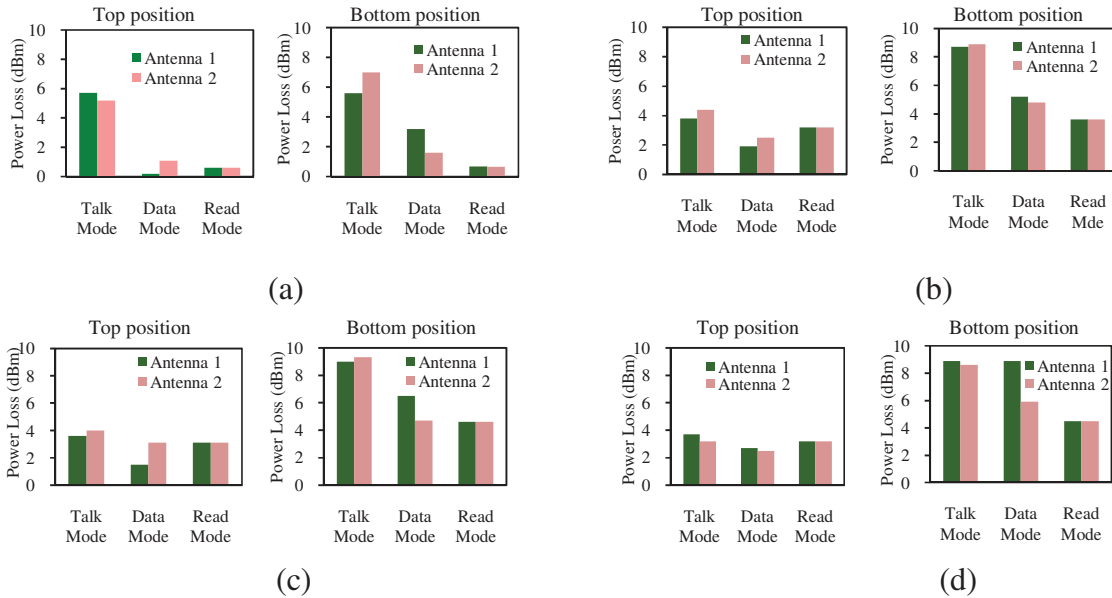 Top position
Power Loss (dBm)
10
8
6
4
2
0
Antenna 1
Antenna 2
Talk Mode
Data Mode
Read Mode
Bottom position
Power Loss (dBm)
10
8
6
4
2
0
Antenna 1
Antenna 2
Talk Mode
Data Mode
Read Mode
(a)
Top position
Poser Loss (dBm)
10
8
6
4
2
0
Antenna 1
Antenna 2
Talk Mode
Data Mode
Read Mode
Bottom position
Power Loss (dBm)
10
8
6
4
2
0
Antenna 1
Antenna 2
Talk Mode
Data Mode
Read Mde
(b)
Top position
Power Loss (dBm)
10
8
6
4
2
0
Antenna 1
Antenna 2
Talk Mode
Data Mode
Read Mode
Bottom position
Power Loss (dBm)
10
8
6
4
2
0
Antenna 1
Antenna 2
Talk Mode
Data Mode
Read Mode
(c)
Top position
Power Loss (dBm)
10
8
6
4
2
0
Antenna 1
Antenna 2
Talk Mode
Data Mode
Read Mode
Bottom position
Power Loss (dBm)
10
8
6
4
2
0
Antenna 1
Antenna 2
Talk Mode
Data Mode
Read Mode
(d)